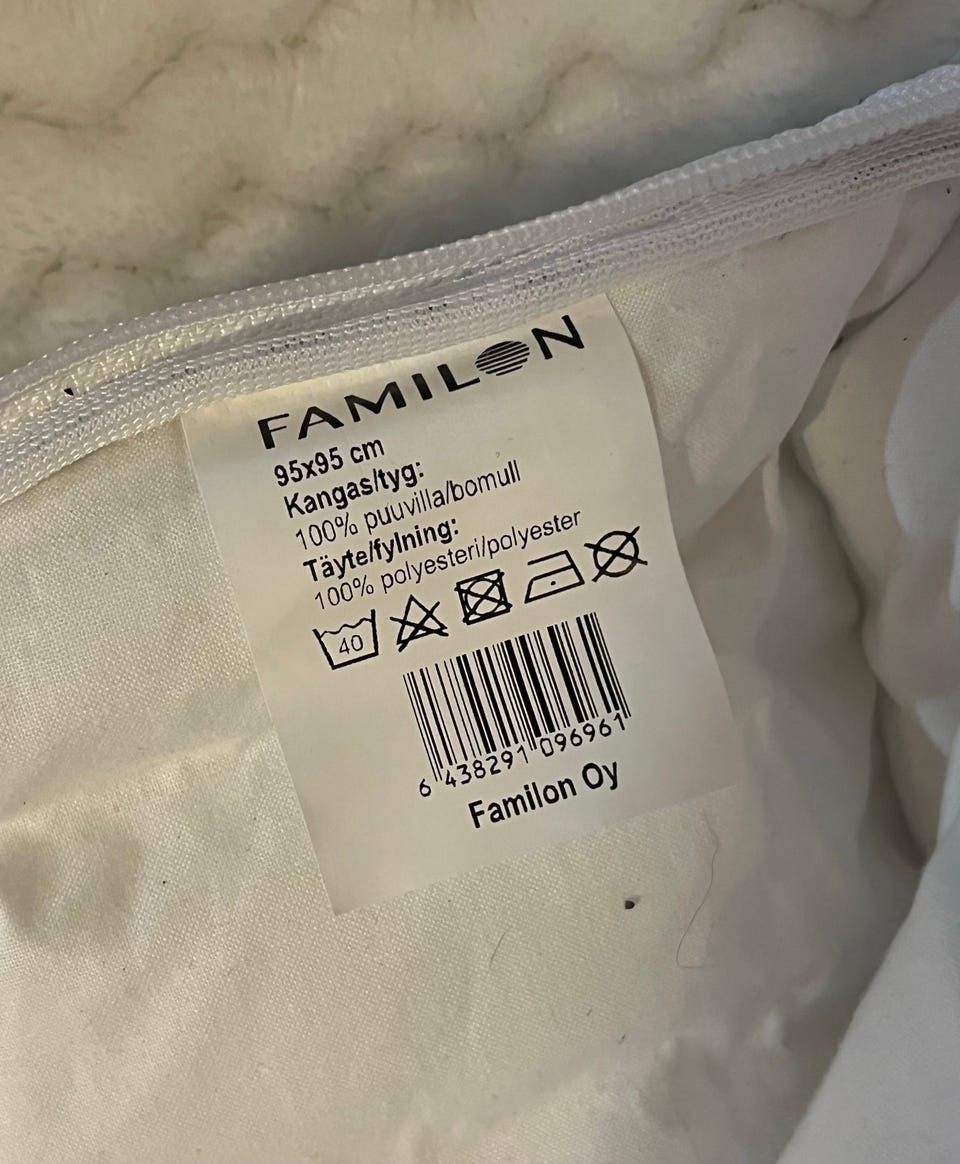 FAMILON
95x95 cm
Kangas/tyg:
100% puuvilla/bomull
Täyte/fylning:
100% polyesteri/polyester
40
6 438291 096961
Familon Oy